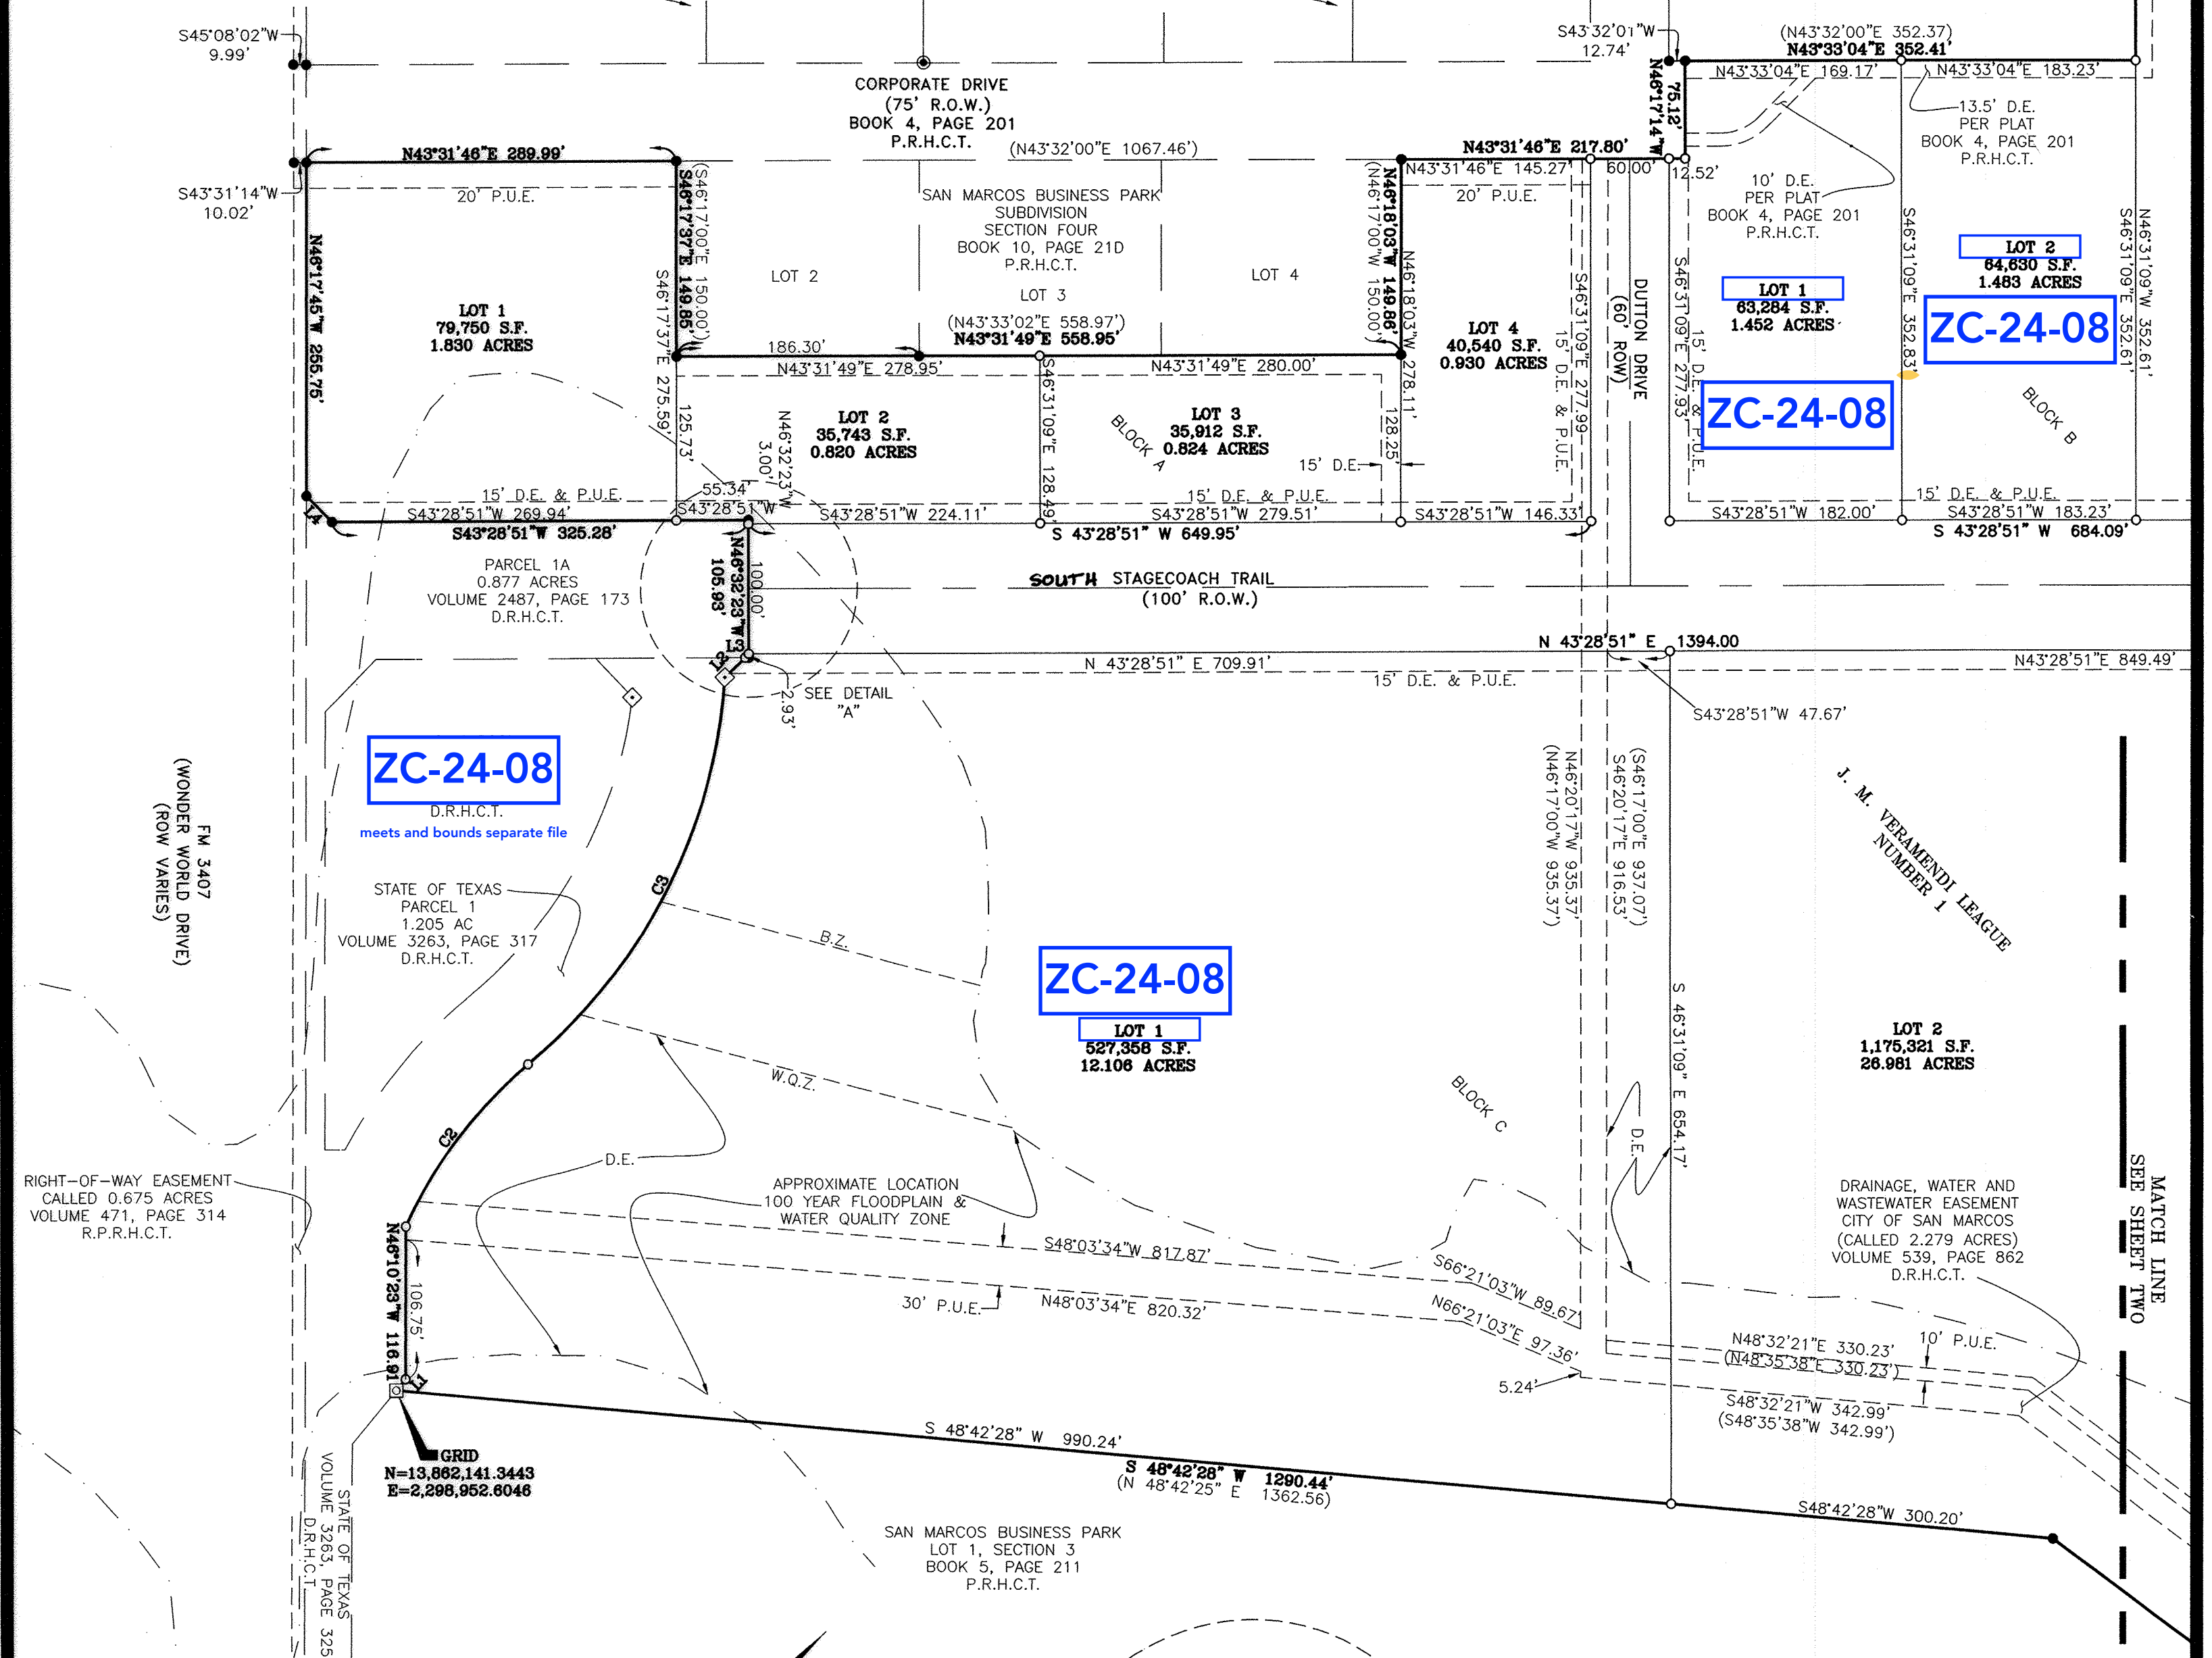 S45°08'02"W
9.99'
S43°31'14"W
10.02'
CORPORATE DRIVE
(75' R.O.W.)
BOOK 4, PAGE 201
P.R.H.C.T.
(N43°32'00"E 1067.46')
N43°31'46"E 289.99'
20' P.U.E.
N46°17'45"W 255.75'
LOT 1
79,750 S.F.
1.830 ACRES
S46°17'37"E 149.85'
(S46°17'00"E 150.00')
S46°17'37"E 275.59'
125.73'
SAN MARCOS BUSINESS PARK
SUBDIVISION
SECTION FOUR
BOOK 10, PAGE 21D
P.R.H.C.T.
LOT 2
LOT 3
LOT 4
(N43°33'02"E 558.97')
N43°31'49"E 558.95'
186.30'
N43°31'49"E 278.95'
N43°31'49"E 280.00'
LOT 2
35,743 S.F.
0.820 ACRES
N46°32'23"W
3.00'
S46°31'09"E 128.49'
BLOCK A
LOT 3
35,912 S.F.
0.824 ACRES
15' D.E.
128.25'
N46°18'03"W 149.86'
(N46°17'00"W 150.00')
N46°18'03"W 278.11'
N43°31'46"E 217.80'
N43°31'46"E 145.27'
60.00'
12.52'
20' P.U.E.
LOT 4
40,540 S.F.
0.930 ACRES
15' D.E. & P.U.E.
S46°31'09"E 277.99'
DUTTON DRIVE
(60' ROW)
S43°32'01"W
12.74'
N46°17'14"W
75.12'
(N43°32'00"E 352.37)
N43°33'04"E 352.41'
N43°33'04"E 169.17'
N43°33'04"E 183.23'
13.5' D.E.
PER PLAT
BOOK 4, PAGE 201
P.R.H.C.T.
10' D.E.
PER PLAT
BOOK 4, PAGE 201
P.R.H.C.T.
S46°31'09"E 277.93'
15' D.E. & P.U.E.
LOT 1
63,284 S.F.
1.452 ACRES
ZC-24-08
S46°31'09"E 352.83'
LOT 2
64,630 S.F.
1.483 ACRES
ZC-24-08
BLOCK B
S46°31'09"E 352.61'
N46°31'09"W 352.61'
15' D.E. & P.U.E.
55.34'
15' D.E. & P.U.E.
15' D.E. & P.U.E.
L4
S43°28'51"W 269.94'
S43°28'51"W
S43°28'51"W 224.11'
S43°28'51"W 279.51'
S43°28'51"W 146.33'
S43°28'51"W 182.00'
S43°28'51"W 183.23'
S43°28'51"W 325.28'
S 43°28'51" W 649.95'
S 43°28'51" W 684.09'
PARCEL 1A
0.877 ACRES
VOLUME 2487, PAGE 173
D.R.H.C.T.
N46°32'23"W
105.93'
100.00'
SOUTH STAGECOACH TRAIL
(100' R.O.W.)
L3
L2
2.93'
SEE DETAIL
"A"
N 43°28'51" E 1394.00
N 43°28'51" E 709.91'
N43°28'51"E 849.49'
15' D.E. & P.U.E.
S43°28'51"W 47.67'
ZC-24-08
D.R.H.C.T.
meets and bounds separate file
FM 3407
(WONDER WORLD DRIVE)
(ROW VARIES)
STATE OF TEXAS
PARCEL 1
1.205 AC
VOLUME 3263, PAGE 317
D.R.H.C.T.
C3
C2
B.Z.
W.Q.Z.
(N46°17'00"W 935.37')
N46°20'17"W 935.37'
S46°20'17"E 916.53'
(S46°17'00"E 937.07')
J. M. VERAMENDI LEAGUE
NUMBER 1
ZC-24-08
LOT 1
527,358 S.F.
12.106 ACRES
BLOCK C
S 46°31'09" E 654.17'
LOT 2
1,175,321 S.F.
26.981 ACRES
D.E.
D.E.
MATCH LINE
SEE SHEET TWO
RIGHT-OF-WAY EASEMENT
CALLED 0.675 ACRES
VOLUME 471, PAGE 314
R.P.R.H.C.T.
APPROXIMATE LOCATION
100 YEAR FLOODPLAIN &
WATER QUALITY ZONE
DRAINAGE, WATER AND
WASTEWATER EASEMENT
CITY OF SAN MARCOS
(CALLED 2.279 ACRES)
VOLUME 539, PAGE 862
D.R.H.C.T.
N46°10'23"W 116.91
106.75'
L1
S48°03'34"W 817.87'
30' P.U.E.
N48°03'34"E 820.32'
S66°21'03"W 89.67'
N66°21'03"E 97.36'
5.24'
N48°32'21"E 330.23'
(N48°35'38"E 330.23')
10' P.U.E.
S48°32'21"W 342.99'
(S48°35'38"W 342.99')
GRID
N=13,862,141.3443
E=2,298,952.6046
S 48°42'28" W 990.24'
S 48°42'28" W 1290.44'
(N 48°42'25" E 1362.56)
S48°42'28"W 300.20'
STATE OF TEXAS
VOLUME 3263, PAGE 325
D.R.H.C.T.
SAN MARCOS BUSINESS PARK
LOT 1, SECTION 3
BOOK 5, PAGE 211
P.R.H.C.T.